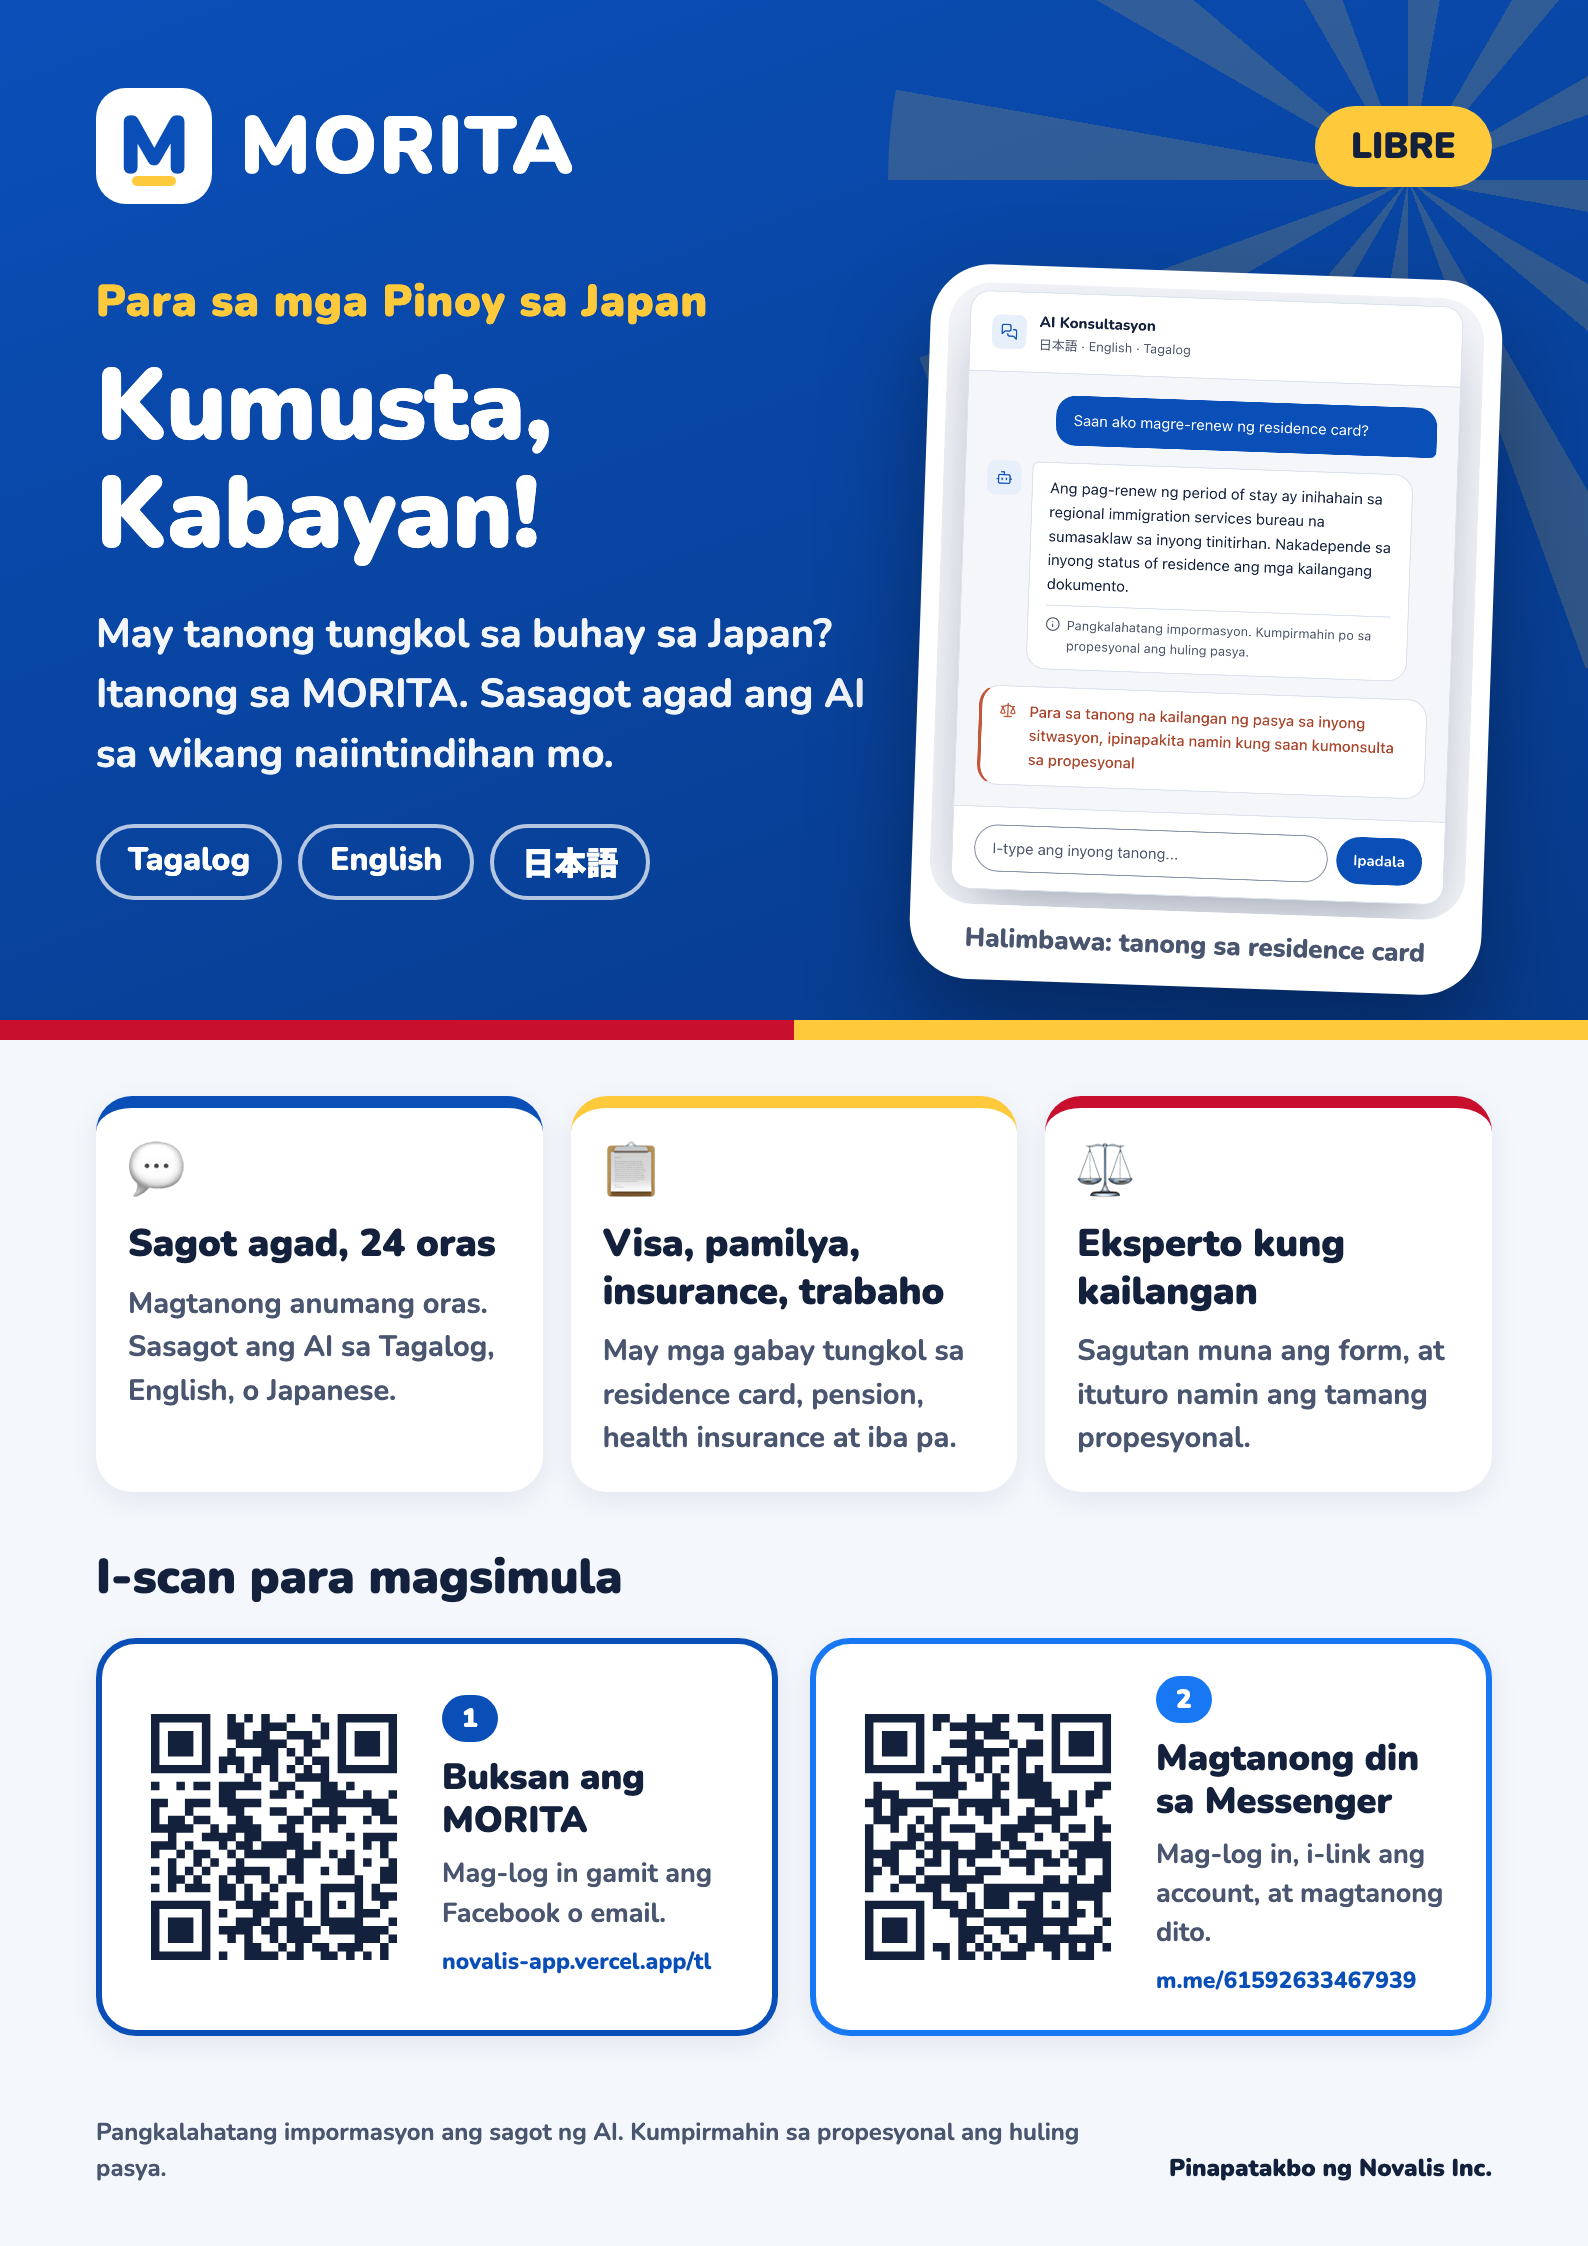 M MORITA
LIBRE
Para sa mga Pinoy sa Japan
Kumusta,
Kabayan!
May tanong tungkol sa buhay sa Japan?
Itanong sa MORITA. Sasagot agad ang AI
sa wikang naiintindihan mo.
Tagalog
English
日本語
AI Konsultasyon
日本語 · English · Tagalog
Saan ako magre-renew ng residence card?
Ang pag-renew ng period of stay ay inihahain sa
regional immigration services bureau na
sumasaklaw sa inyong tinitirhan. Nakadepende sa
inyong status of residence ang mga kailangang
dokumento.
Pangkalahatang impormasyon. Kumpirmahin po sa
propesyonal ang huling pasya.
Para sa tanong na kailangan ng pasya sa inyong
sitwasyon, ipinapakita namin kung saan kumonsulta
sa propesyonal
I-type ang inyong tanong...
Ipadala
Halimbawa: tanong sa residence card
Sagot agad, 24 oras
Magtanong anumang oras.
Sasagot ang AI sa Tagalog,
English, o Japanese.
Visa, pamilya,
insurance, trabaho
May mga gabay tungkol sa
residence card, pension,
health insurance at iba pa.
Eksperto kung
kailangan
Sagutan muna ang form, at
ituturo namin ang tamang
propesyonal.
I-scan para magsimula
1
Buksan ang
MORITA
Mag-log in gamit ang
Facebook o email.
novalis-app.vercel.app/tl
2
Magtanong din
sa Messenger
Mag-log in, i-link ang
account, at magtanong
dito.
m.me/61592633467939
Pangkalahatang impormasyon ang sagot ng AI. Kumpirmahin sa propesyonal ang huling
pasya.
Pinapatakbo ng Novalis Inc.